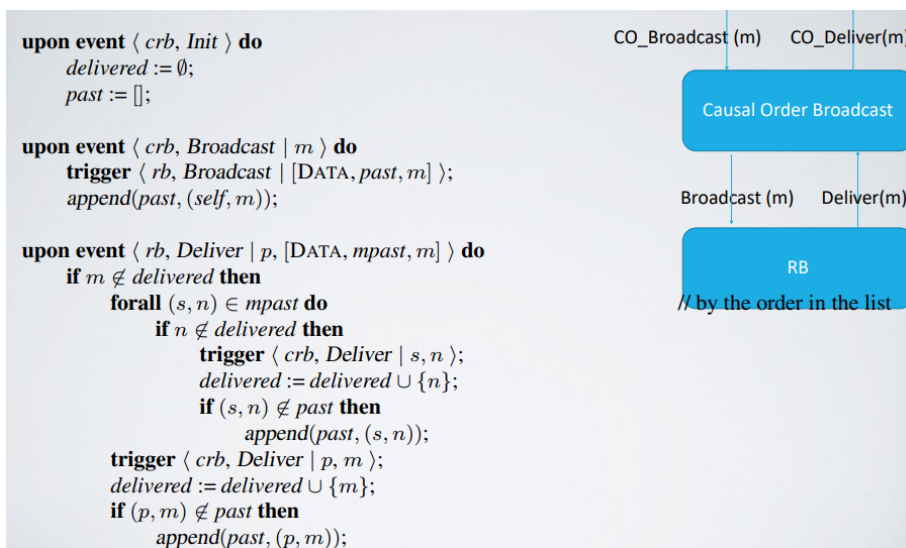 upon event ⟨ crb, Init ⟩ do
delivered := ∅;
past := [];
upon event ⟨ crb, Broadcast | m ⟩ do
trigger ⟨ rb, Broadcast | [DATA, past, m] ⟩;
append(past, (self, m));
upon event ⟨ rb, Deliver | p, [DATA, mpast, m] ⟩ do
if m ∉ delivered then
forall (s, n) ∈ mpast do
// by the order in the list
if n ∉ delivered then
trigger ⟨ crb, Deliver | s, n ⟩;
delivered := delivered ∪ {n};
if (s, n) ∉ past then
append(past, (s, n));
trigger ⟨ crb, Deliver | p, m ⟩;
delivered := delivered ∪ {m};
if (p, m) ∉ past then
append(past, (p, m));
CO_Broadcast (m) CO_Deliver(m)
Causal Order Broadcast
Broadcast (m) Deliver(m)
RB